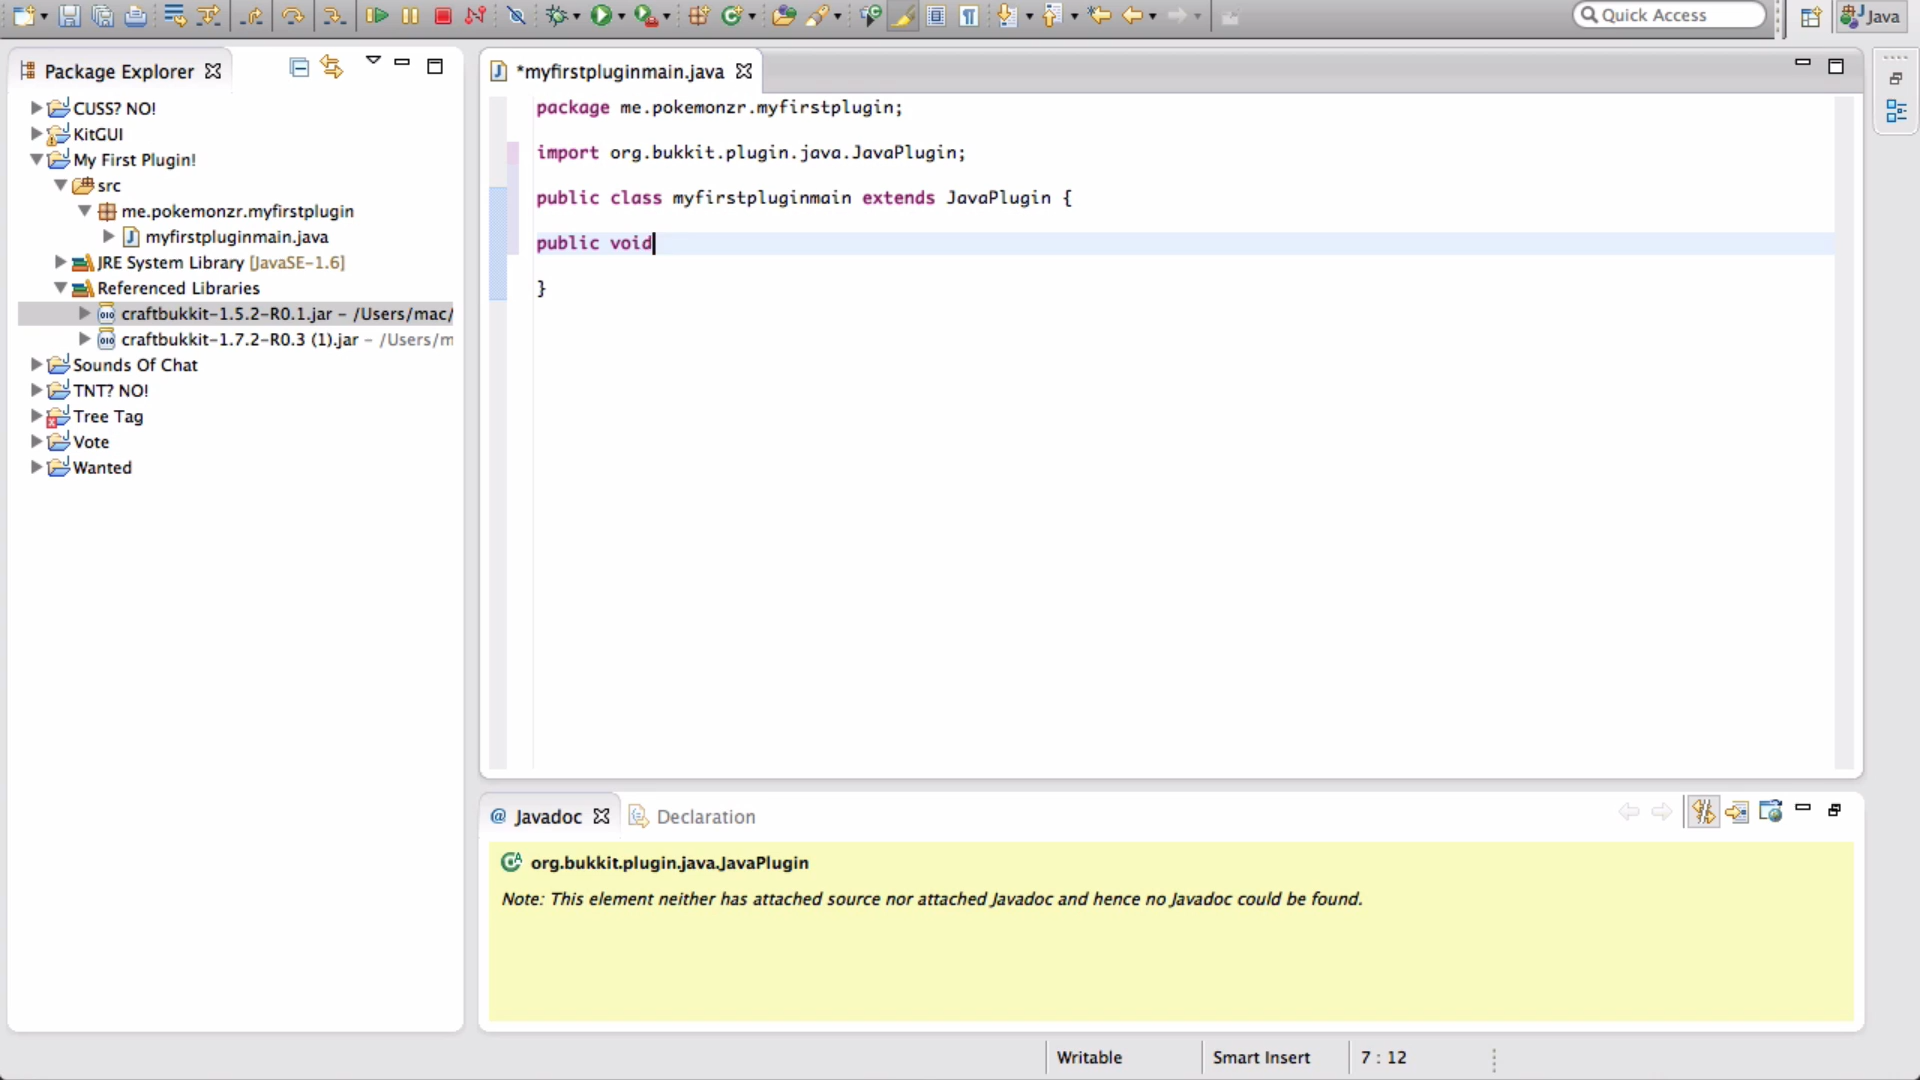 Quick Access
Java
Package Explorer
CUSS? NO!
KitGUI
My First Plugin!
src
me.pokemonzr.myfirstplugin
myfirstpluginmain.java
JRE System Library [JavaSE-1.6]
Referenced Libraries
craftbukkit-1.5.2-R0.1.jar - /Users/mac/
craftbukkit-1.7.2-R0.3 (1).jar - /Users/m
Sounds Of Chat
TNT? NO!
Tree Tag
Vote
Wanted
*myfirstpluginmain.java
package me.pokemonzr.myfirstplugin;
import org.bukkit.plugin.java.JavaPlugin;
public class myfirstpluginmain extends JavaPlugin {
public void
}
@ Javadoc
Declaration
org.bukkit.plugin.java.JavaPlugin
Note: This element neither has attached source nor attached Javadoc and hence no Javadoc could be found.
Writable
Smart Insert
7 : 12